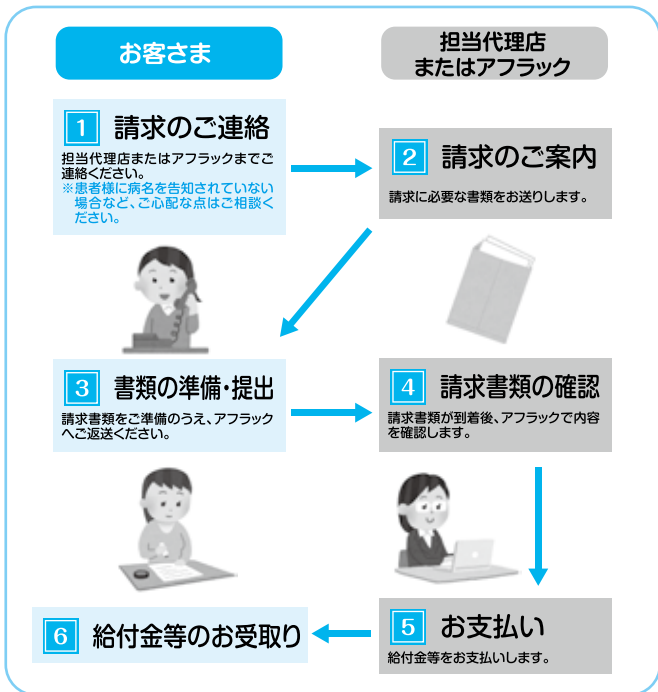 お客さま
担当代理店
またはアフラック
1 請求のご連絡
担当代理店またはアフラックまでご
連絡ください。
※患者様に病名を告知されていない
場合など、ご心配な点はご相談く
ださい。
2 請求のご案内
請求に必要な書類をお送りします。
3 書類の準備・提出
請求書類をご準備のうえ、アフラック
へご返送ください。
4 請求書類の確認
請求書類が到着後、アフラックで内容
を確認します。
5 お支払い
給付金等をお支払いします。
6 給付金等のお受取り